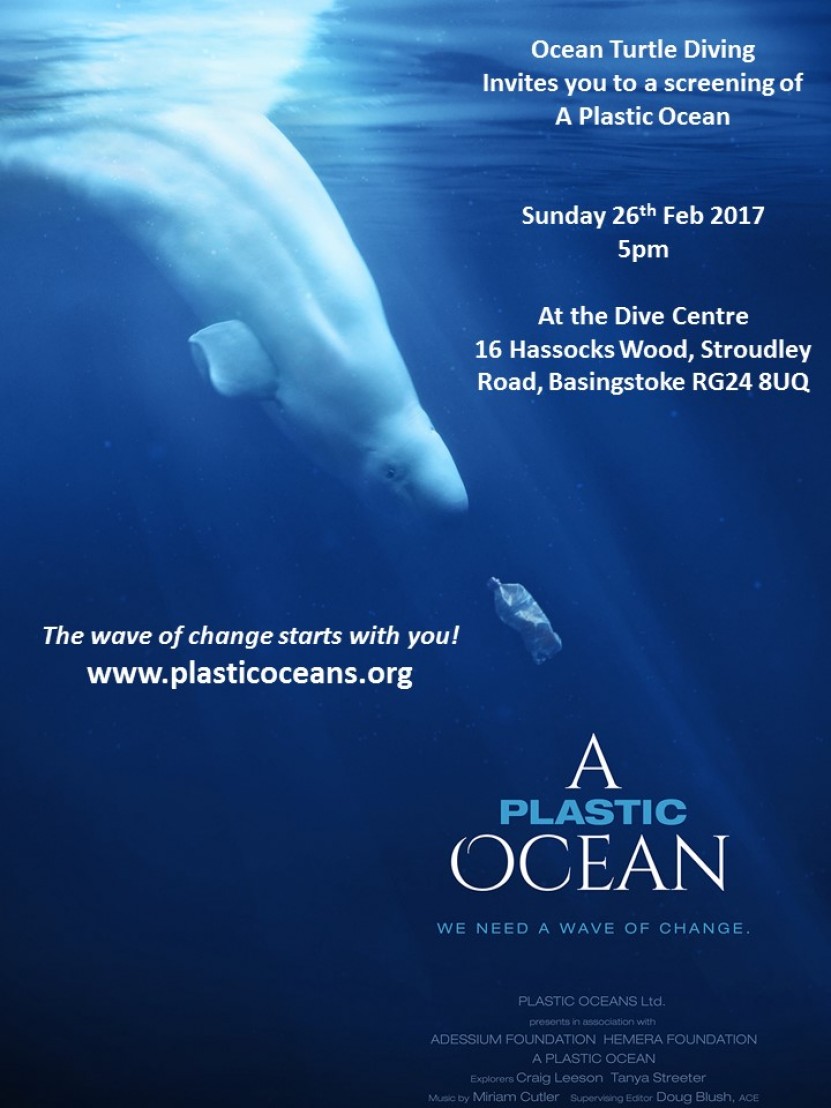 Ocean Turtle Diving
Invites you to a screening of
A Plastic Ocean
Sunday 26th Feb 2017
5pm
At the Dive Centre
16 Hassocks Wood, Stroudley
Road, Basingstoke RG24 8UQ
The wave of change starts with you!
www.plasticoceans.org
A
PLASTIC
OCEAN
WE NEED A WAVE OF CHANGE.
PLASTIC OCEANS Ltd.
presents in association with
ADESSIUM FOUNDATION HEMERA FOUNDATION
A PLASTIC OCEAN
Explorers Craig Leeson Tanya Streeter
Music by Miriam Cutler Supervising Editor Doug Blush, ACE